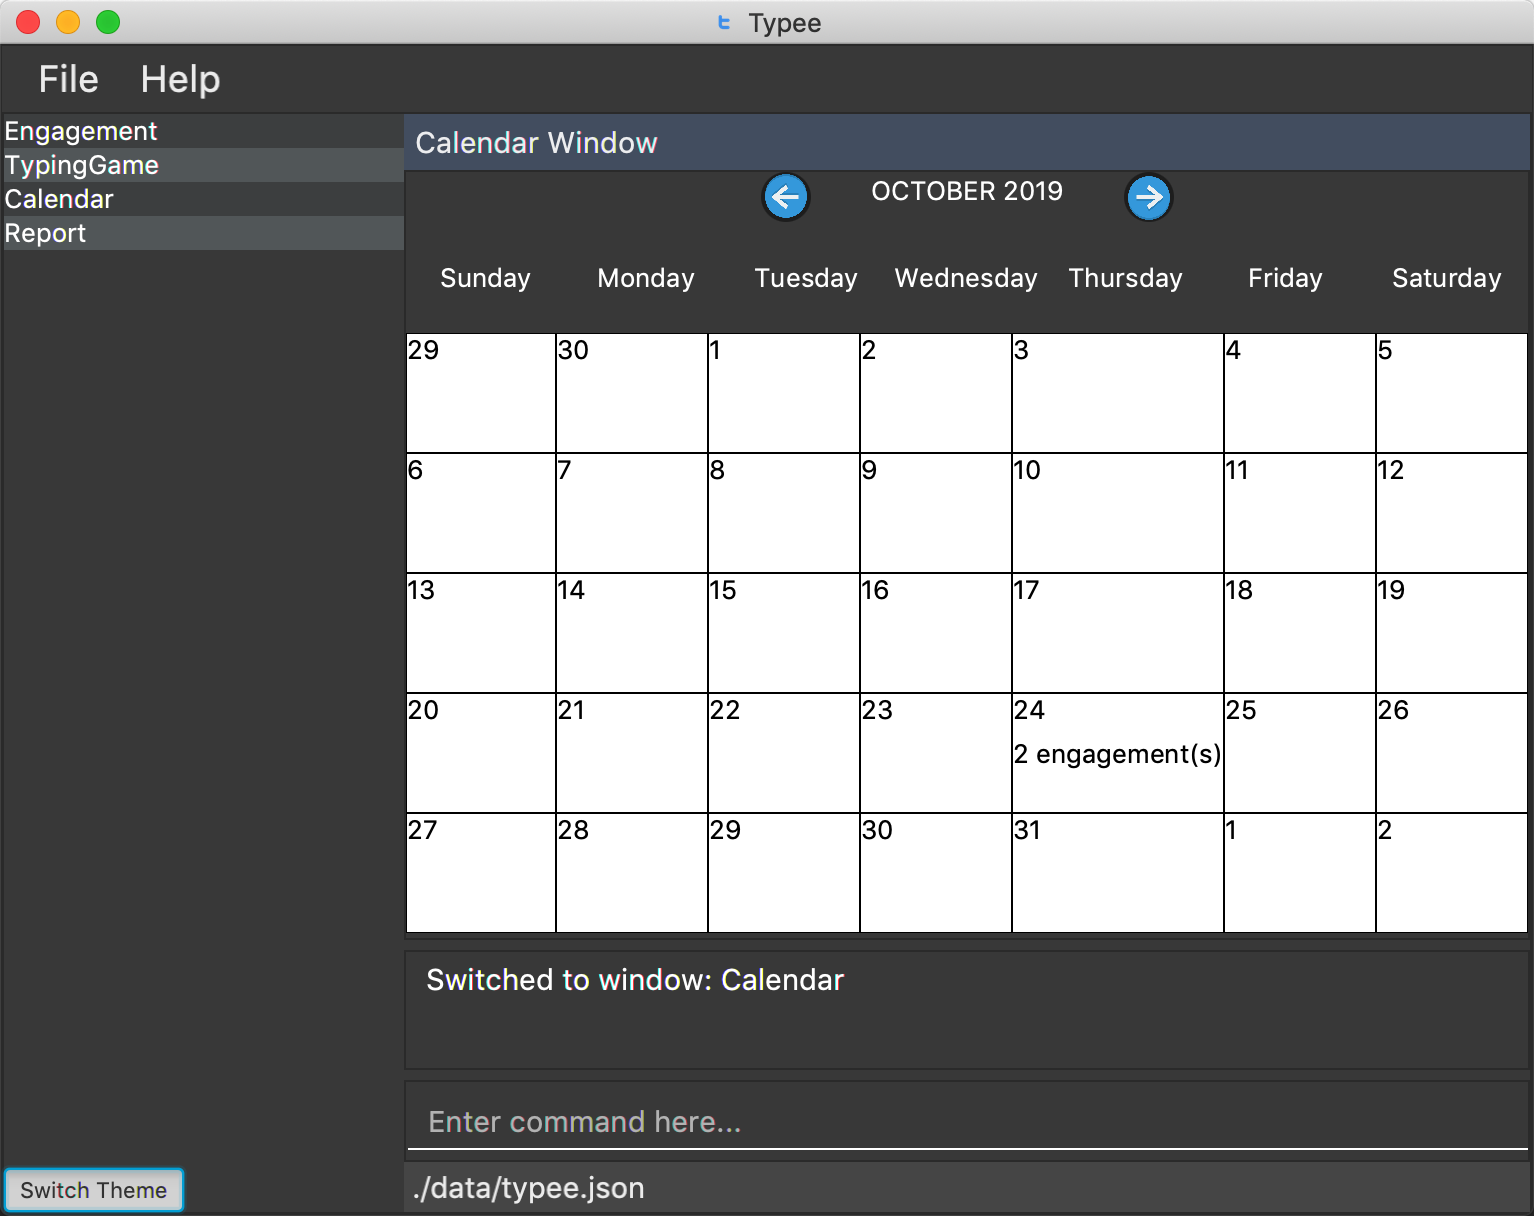 Typee
File Help
Engagement
TypingGame
Calendar
Report
Calendar Window
OCTOBER 2019
Sunday Monday Tuesday Wednesday Thursday Friday Saturday
29 30 1 2 3 4 5
6 7 8 9 10 11 12
13 14 15 16 17 18 19
20 21 22 23 24 25 26
2 engagement(s)
27 28 29 30 31 1 2
Switched to window: Calendar
Enter command here...
Switch Theme
./data/typee.json